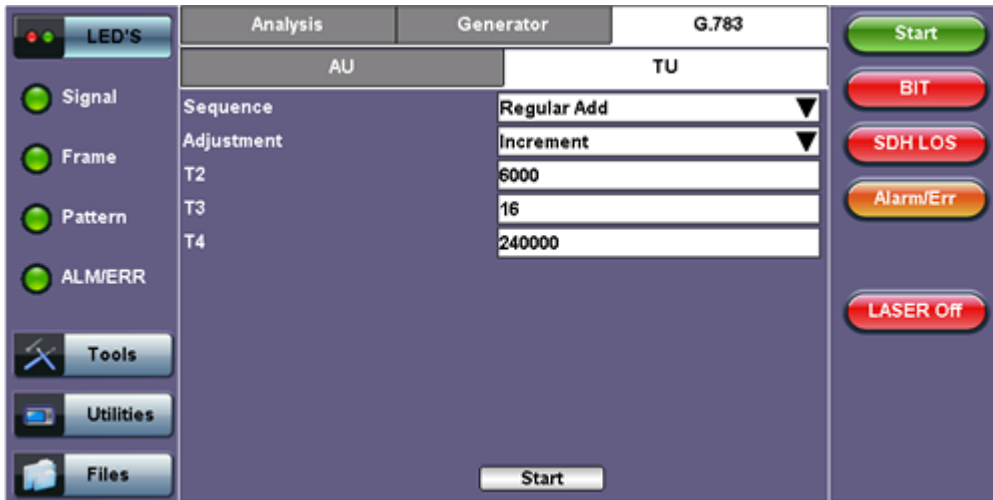 LED'S
Signal
Frame
Pattern
ALM/ERR
Tools
Utilities
Files
Analysis Generator G.783
AU TU
Sequence Regular Add
Adjustment Increment
T2 6000
T3 16
T4 240000
Start
Start
BIT
SDH LOS
Alarm/Err
LASER Off